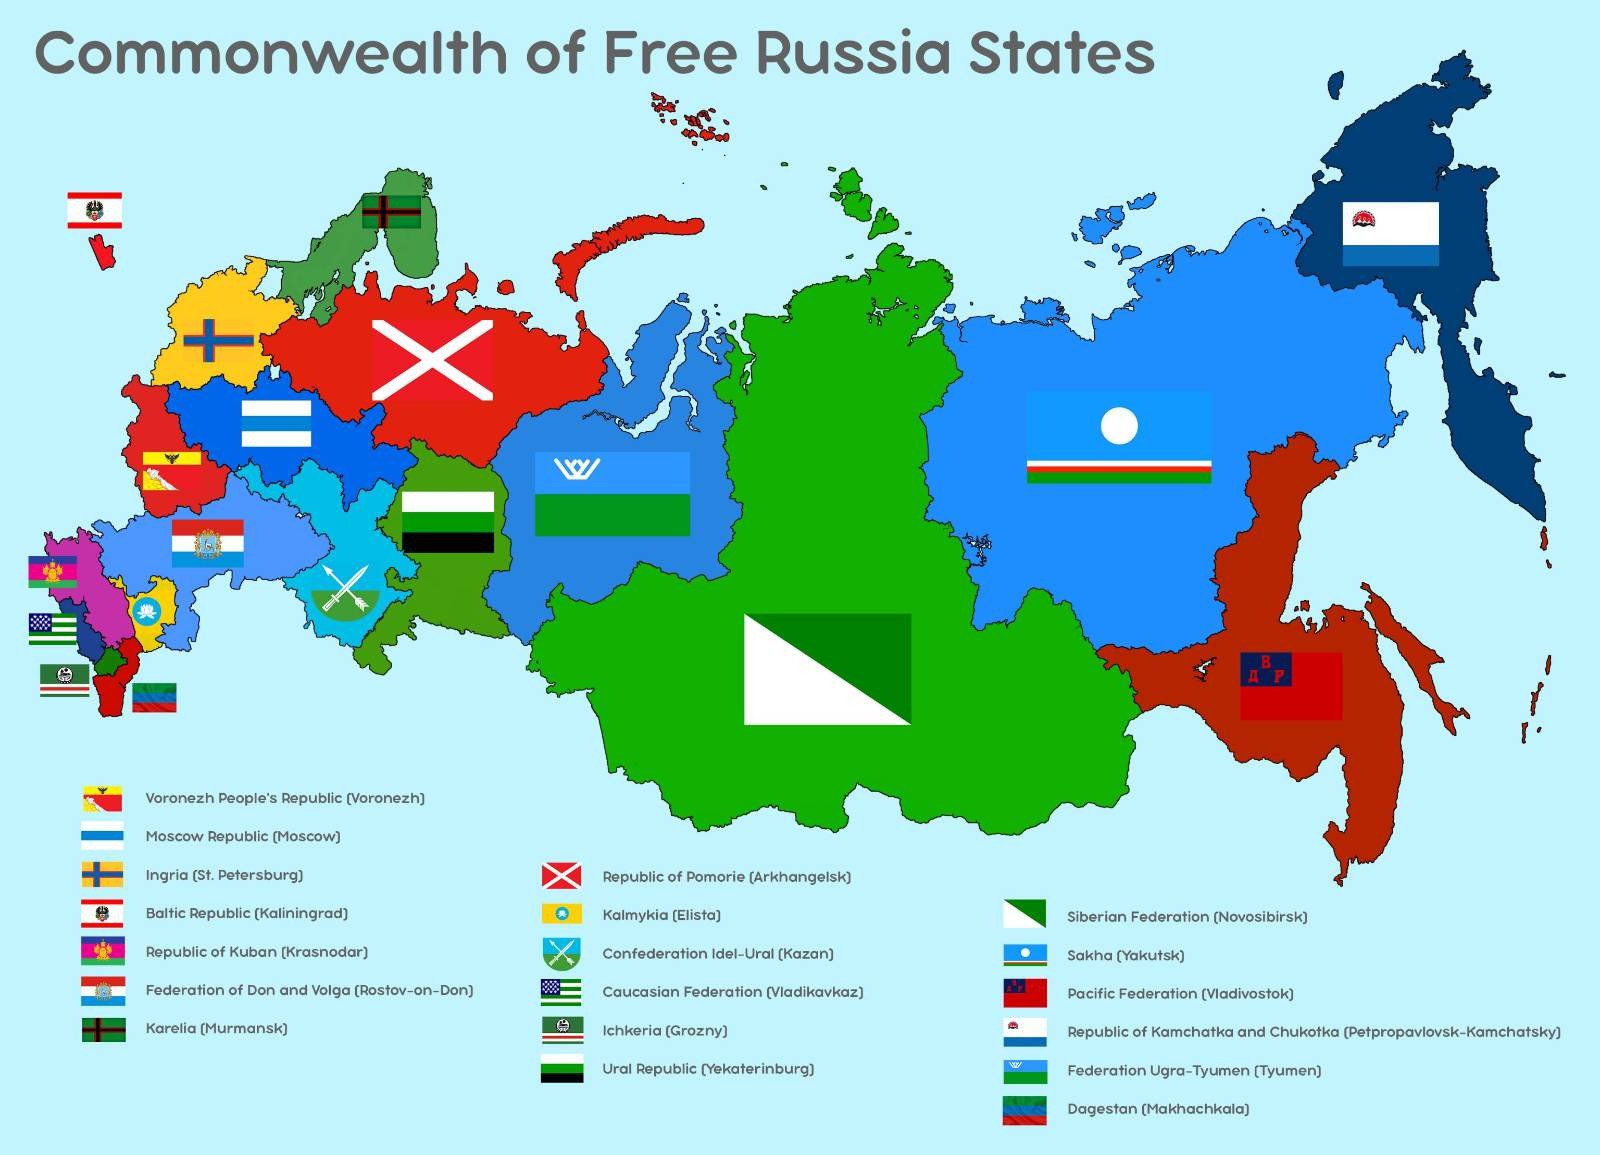 Commonwealth of Free Russia States
В
Д Р
Voronezh People's Republic (Voronezh)
Moscow Republic (Moscow)
Ingria (St. Petersburg)
Baltic Republic (Kaliningrad)
Republic of Kuban (Krasnodar)
Federation of Don and Volga (Rostov-on-Don)
Karelia (Murmansk)
Republic of Pomorie (Arkhangelsk)
Kalmykia (Elista)
Confederation Idel-Ural (Kazan)
Caucasian Federation (Vladikavkaz)
Ichkeria (Grozny)
Ural Republic (Yekaterinburg)
Siberian Federation (Novosibirsk)
Sakha (Yakutsk)
Pacific Federation (Vladivostok)
Republic of Kamchatka and Chukotka (Petpropavlovsk-Kamchatsky)
Federation Ugra-Tyumen (Tyumen)
Dagestan (Makhachkala)